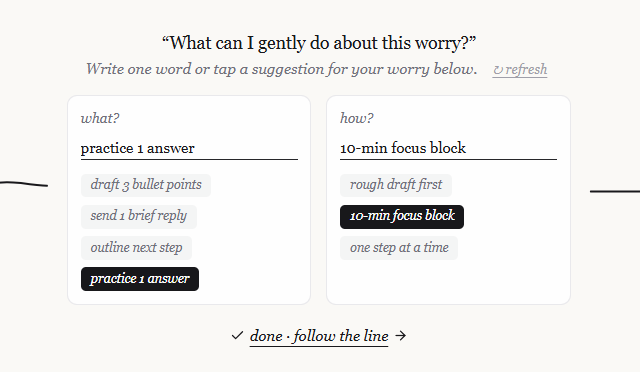 “What can I gently do about this worry?”
Write one word or tap a suggestion for your worry below. ↻ refresh
what?
practice 1 answer
draft 3 bullet points
send 1 brief reply
outline next step
practice 1 answer
how?
10-min focus block
rough draft first
10-min focus block
one step at a time
✓ done · follow the line →